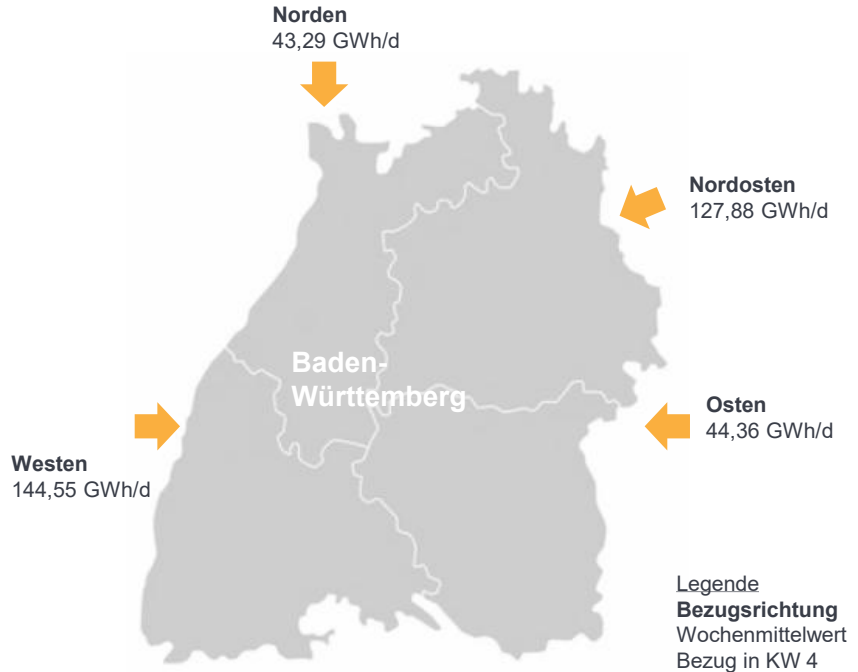 Norden
43,29 GWh/d
Nordosten
127,88 GWh/d
Baden-
Württemberg
Osten
44,36 GWh/d
Westen
144,55 GWh/d
Legende
Bezugsrichtung
Wochenmittelwert
Bezug in KW 4